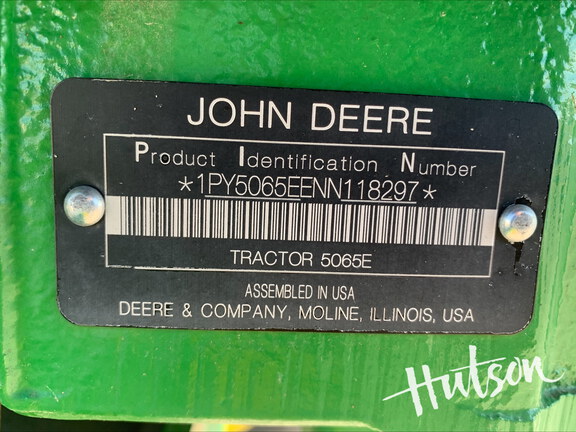 JOHN DEERE
Product Identification Number
*1PY5065EENN118297*
TRACTOR 5065E
ASSEMBLED IN USA
DEERE & COMPANY, MOLINE, ILLINOIS, USA
Hutson